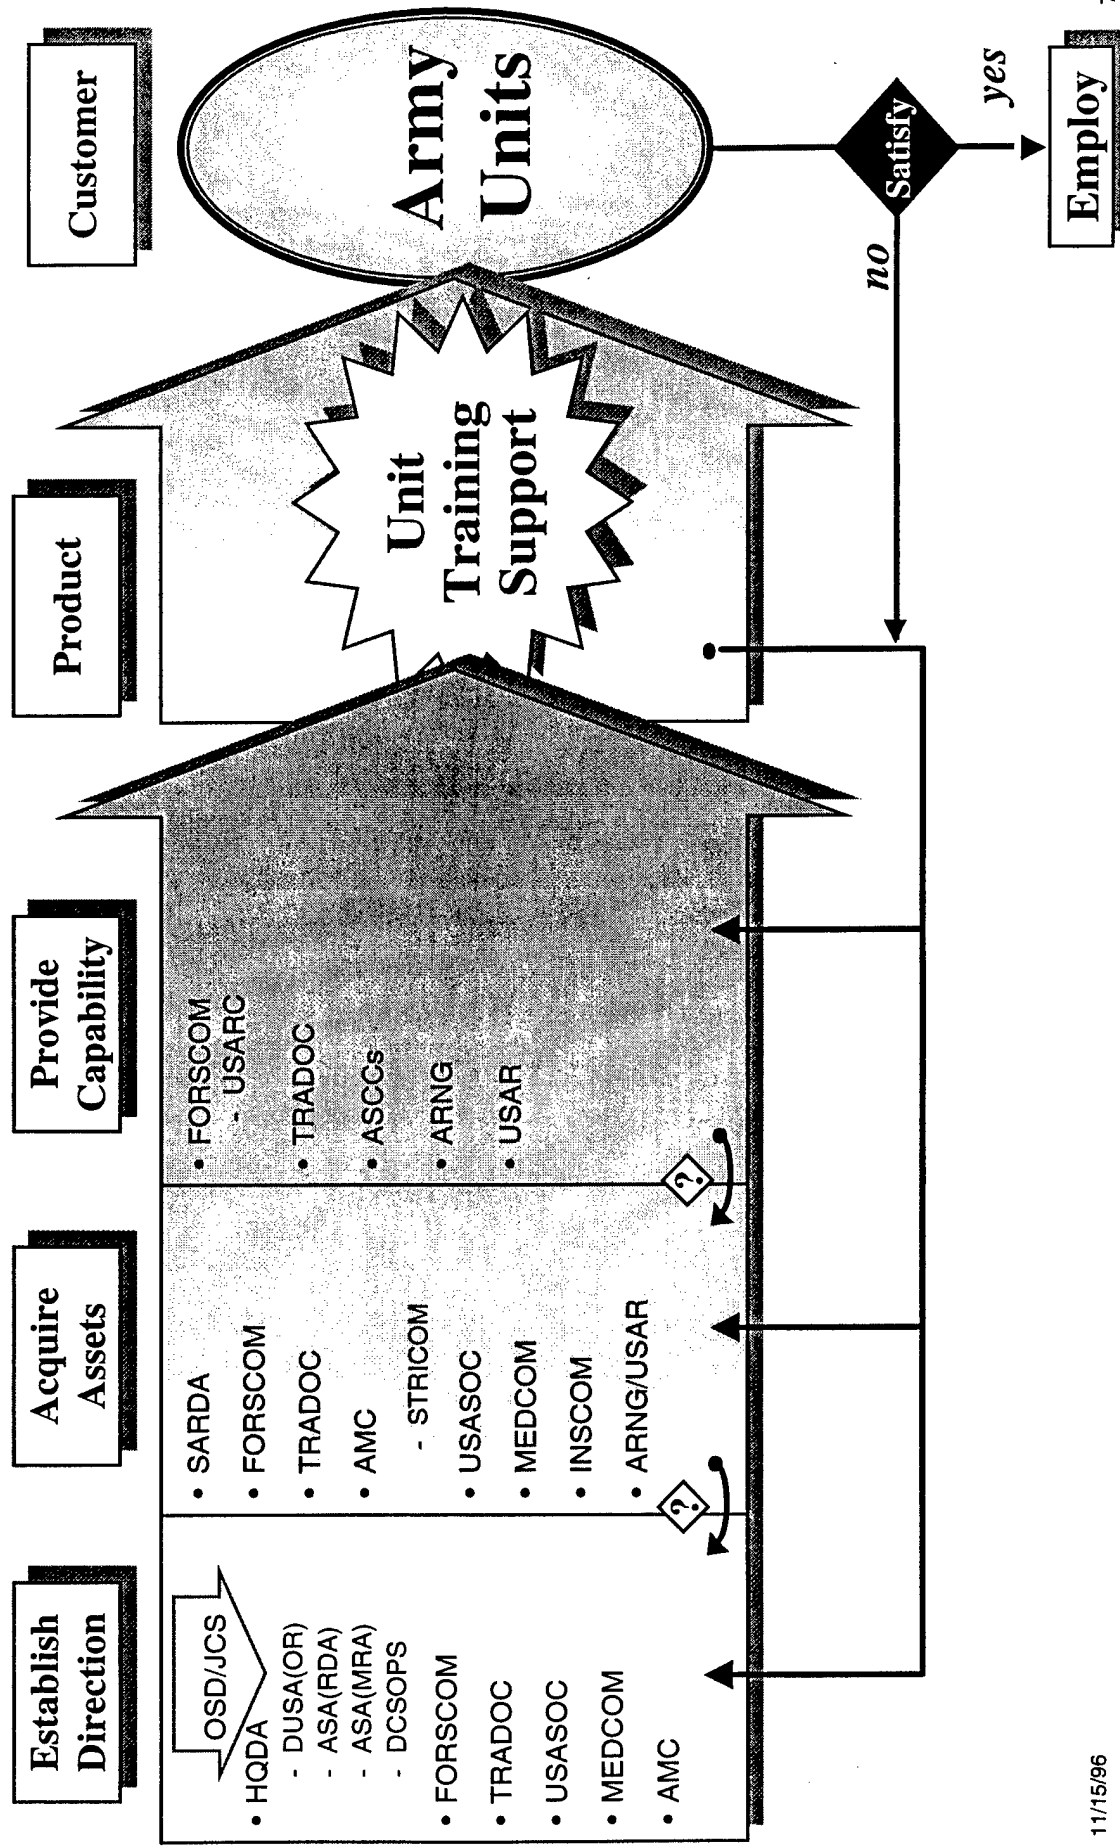 Establish
Direction
Acquire
Assets
Provide
Capability
Product
Customer
OSD/JCS
• HQDA
- DUSA(OR)
- ASA(RDA)
- ASA(MRA)
- DCSOPS
• FORSCOM
• TRADOC
• USASOC
• MEDCOM
• AMC
?
• SARDA
• FORSCOM
• TRADOC
• AMC
- STRICOM
• USASOC
• MEDCOM
• INSCOM
• ARNG/USAR
?
• FORSCOM
- USARC
• TRADOC
• ASCCs
• ARNG
• USAR
Unit
Training
Support
Army
Units
Satisfy
no
yes
Employ
11/15/96